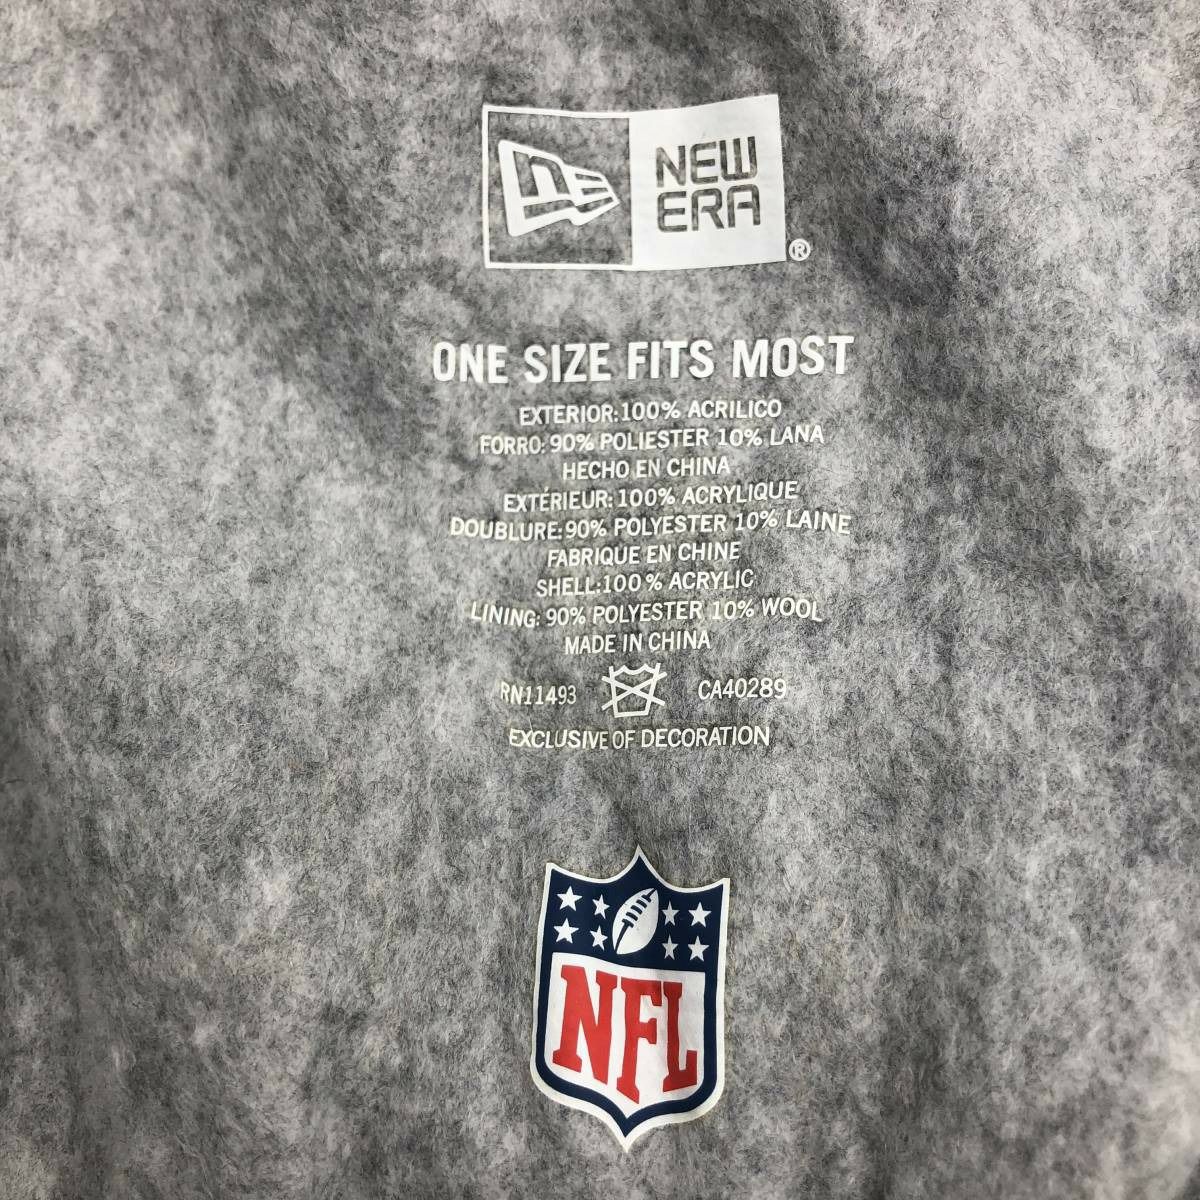 NEW
ERA
®
ONE SIZE FITS MOST
EXTERIOR:100% ACRILICO
FORRO: 90% POLIESTER 10% LANA
HECHO EN CHINA
EXTÉRIEUR: 100% ACRYLIQUE
DOUBLURE: 90% POLYESTER 10% LAINE
FABRIQUE EN CHINE
SHELL:100% ACRYLIC
LINING: 90% POLYESTER 10% WOOL
MADE IN CHINA
RN11493 CA40289
EXCLUSIVE OF DECORATION
NFL